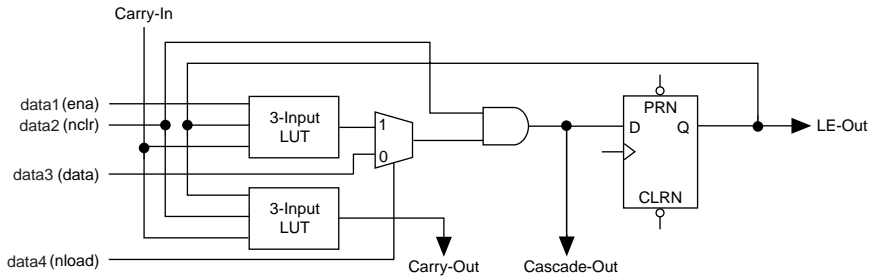 Carry-In
data1 (ena)
data2 (nclr)
3-Input
LUT
1
0
data3 (data)
3-Input
LUT
data4 (nload)
Carry-Out
Cascade-Out
PRN
D
Q
CLRN
LE-Out